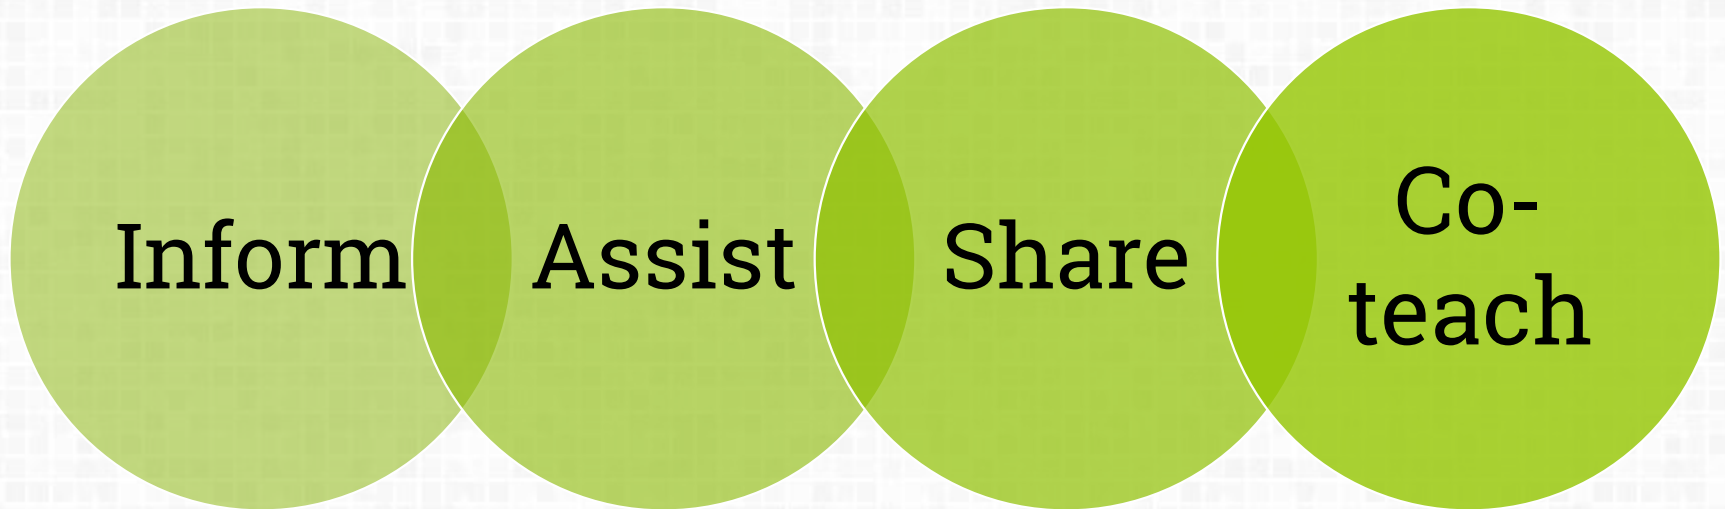 Inform
Assist
Share
Co-
teach